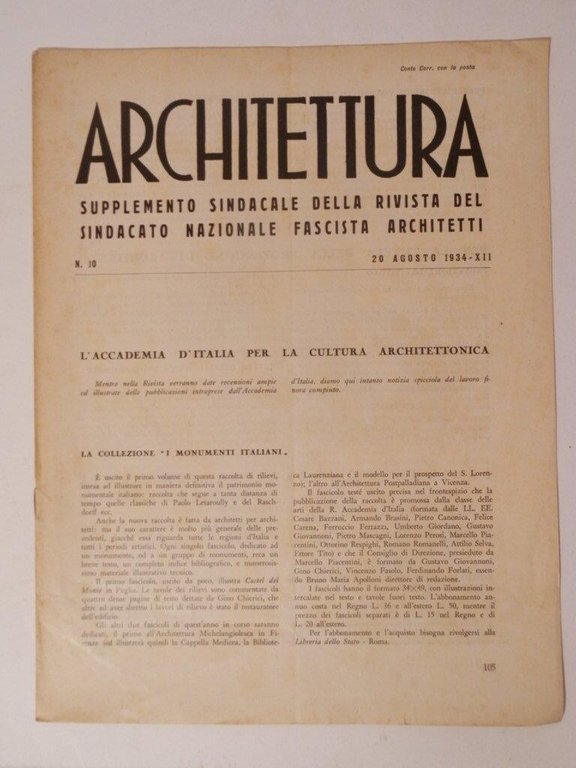 Conto Corr. con la posta
ARCHITETTURA
SUPPLEMENTO SINDACALE DELLA RIVISTA DEL
SINDACATO NAZIONALE FASCISTA ARCHITETTI
N. 10
20 AGOSTO 1934-XII
L'ACCADEMIA D'ITALIA PER LA CULTURA ARCHITETTONICA
Mentre nella Rivista verranno date recensioni ampie
ed illustrate delle pubblicazioni intraprese dall'Accademia
d'Italia, diamo qui intanto notizia spicciola del lavoro fi-
nora compiuto.
LA COLLEZIONE "I MONUMENTI ITALIANI„
È uscito il primo volume di questa raccolta di rilievi,
intesa ad illustrare in maniera definitiva il patrimonio mo-
numentale italiano: raccolta che segue a tanta distanza di
tempo quelle classiche di Paolo Letarouilly e del Rasch-
dorff ecc.
Anche la nuova raccolta è fatta da architetti per archi-
tetti: ma il suo carattere è molto più generale delle pre-
cedenti, giacché essa riguarda tutte le regioni d'Italia e
tutti i periodi artistici. Ogni singolo fascicolo, dedicato ad
un monumento, od a un gruppo di monumenti, reca un
breve testo, un completo indice bibliografico, e numerosis-
simo materiale illustrativo tecnico.
Il primo fascicolo, uscito da poco, illustra Castel del
Monte in Puglia. Le tavole dei rilievi sono commentate da
quattro dense pagine di testo dettate da Gino Chierici, che
oltre ad aver diretto i lavori di rilievo è stato il restauratore
dell'edificio.
Gli altri due fascicoli di quest'anno in corso saranno
dedicati, il primo all'Architettura Michelangiolesca in Fi-
renze ed illustrerà quindi la Cappella Medicea, la Bibliote-
ca Laurenziana e il modello per il prospetto del S. Loren-
zo; l'altro all'Architettura Postpalladiana a Vicenza.
Il fascicolo testé uscito precisa nel frontespizio che la
pubblicazione della raccolta è promossa dalla classe delle
arti della R. Accademia d'Italia (formata dalle LL. EE.
Cesare Bazzani, Armando Brasini, Pietro Canonica, Felice
Carena, Ferruccio Ferrazzi, Umberto Giordano, Gustavo
Giovannoni, Pietro Mascagni, Lorenzo Perosi, Marcello Pia-
centini, Ottorino Respighi, Romano Romanelli, Attilio Selva,
Ettore Tito) e che il Consiglio di Direzione, presieduto da
Marcello Piacentini, è formato da Gustavo Giovannoni,
Gino Chierici, Vincenzo Fasolo, Ferdinando Forlati, essen-
do Bruno Maria Apolloni direttore di redazione.
I fascicoli hanno il formato 34×49, con illustrazioni in-
tercalate nel testo e tavole fuori testo. L'abbonamento an-
nuo costa nel Regno L. 36 e all'estero L. 50, mentre il
prezzo dei fascicoli separati è di L. 15 nel Regno e di
L. 20 all'estero.
Per l'abbonamento e l'acquisto bisogna rivolgersi alla
Libreria dello Stato - Roma.
105